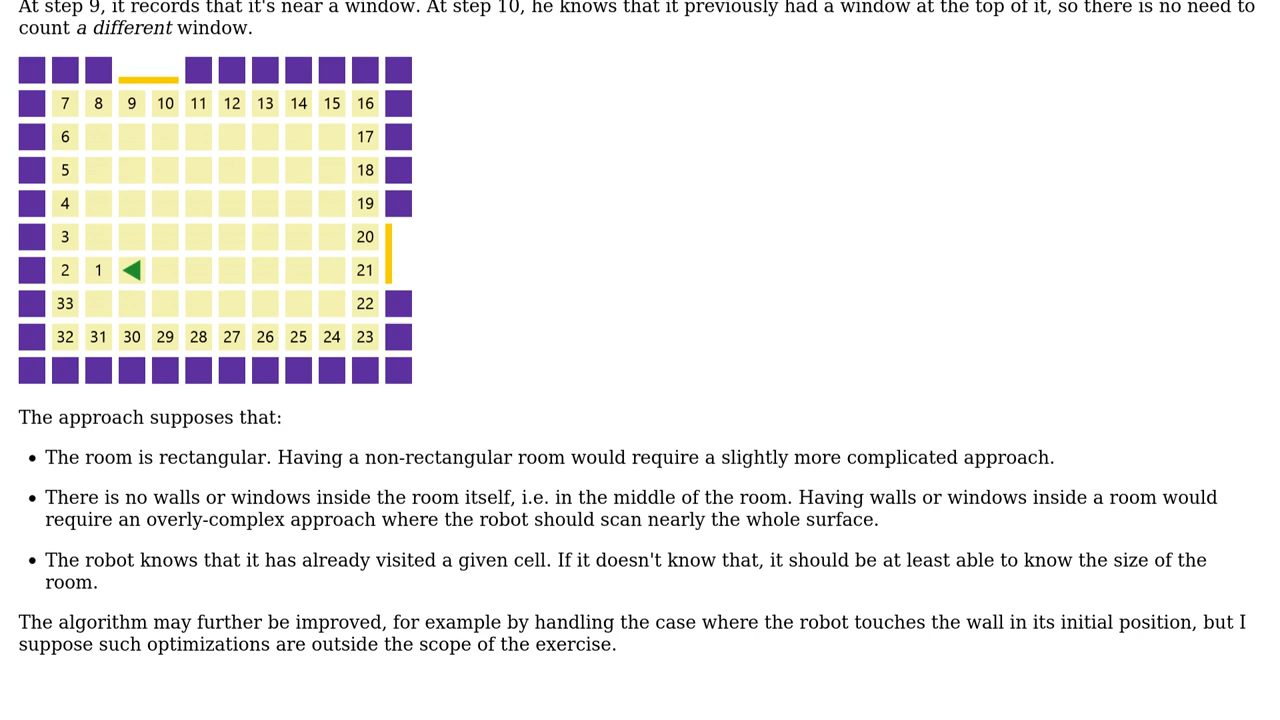 At step 9, it records that it's near a window. At step 10, he knows that it previously had a window at the top of it, so there is no need to
count a different window.
7 8 9 10 11 12 13 14 15 16
6 17
5 18
4 19
3 20
2 1 21
33 22
32 31 30 29 28 27 26 25 24 23
The approach supposes that:
• The room is rectangular. Having a non-rectangular room would require a slightly more complicated approach.
• There is no walls or windows inside the room itself, i.e. in the middle of the room. Having walls or windows inside a room would
require an overly-complex approach where the robot should scan nearly the whole surface.
• The robot knows that it has already visited a given cell. If it doesn't know that, it should be at least able to know the size of the
room.
The algorithm may further be improved, for example by handling the case where the robot touches the wall in its initial position, but I
suppose such optimizations are outside the scope of the exercise.